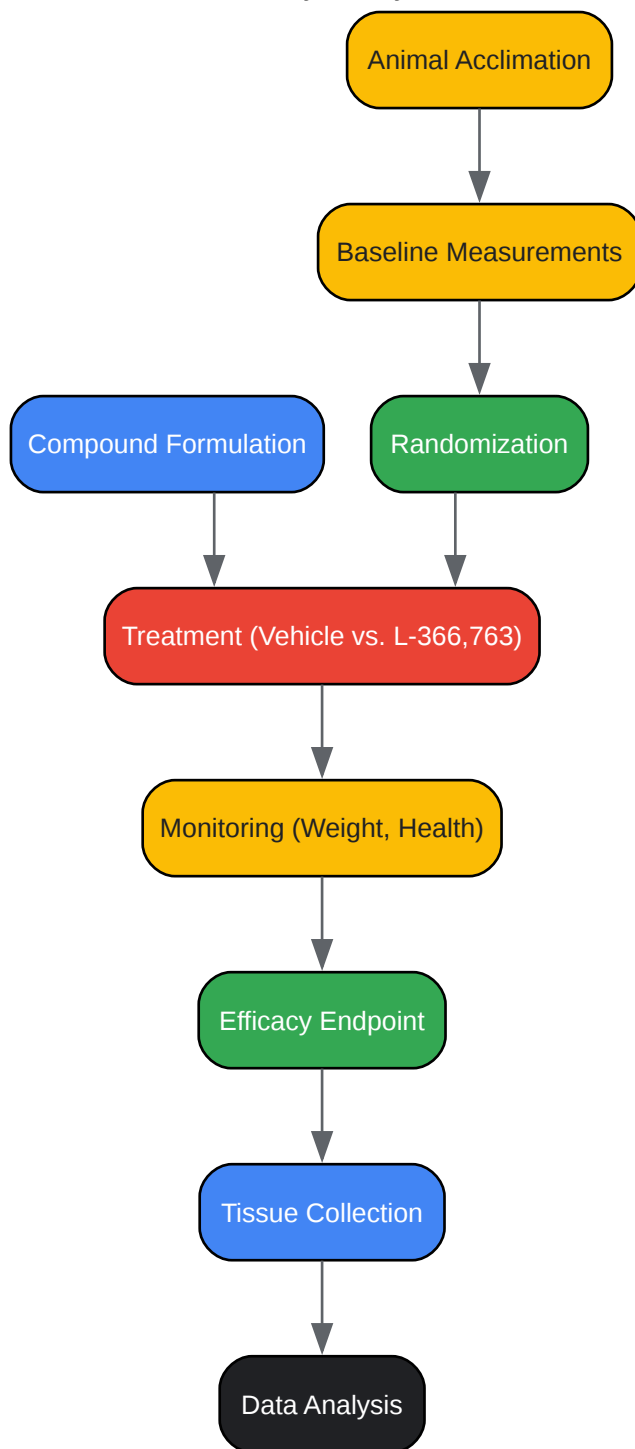 Animal Acclimation
Baseline Measurements
Compound Formulation
Randomization
Treatment (Vehicle vs. L-366,763)
Monitoring (Weight, Health)
Efficacy Endpoint
Tissue Collection
Data Analysis